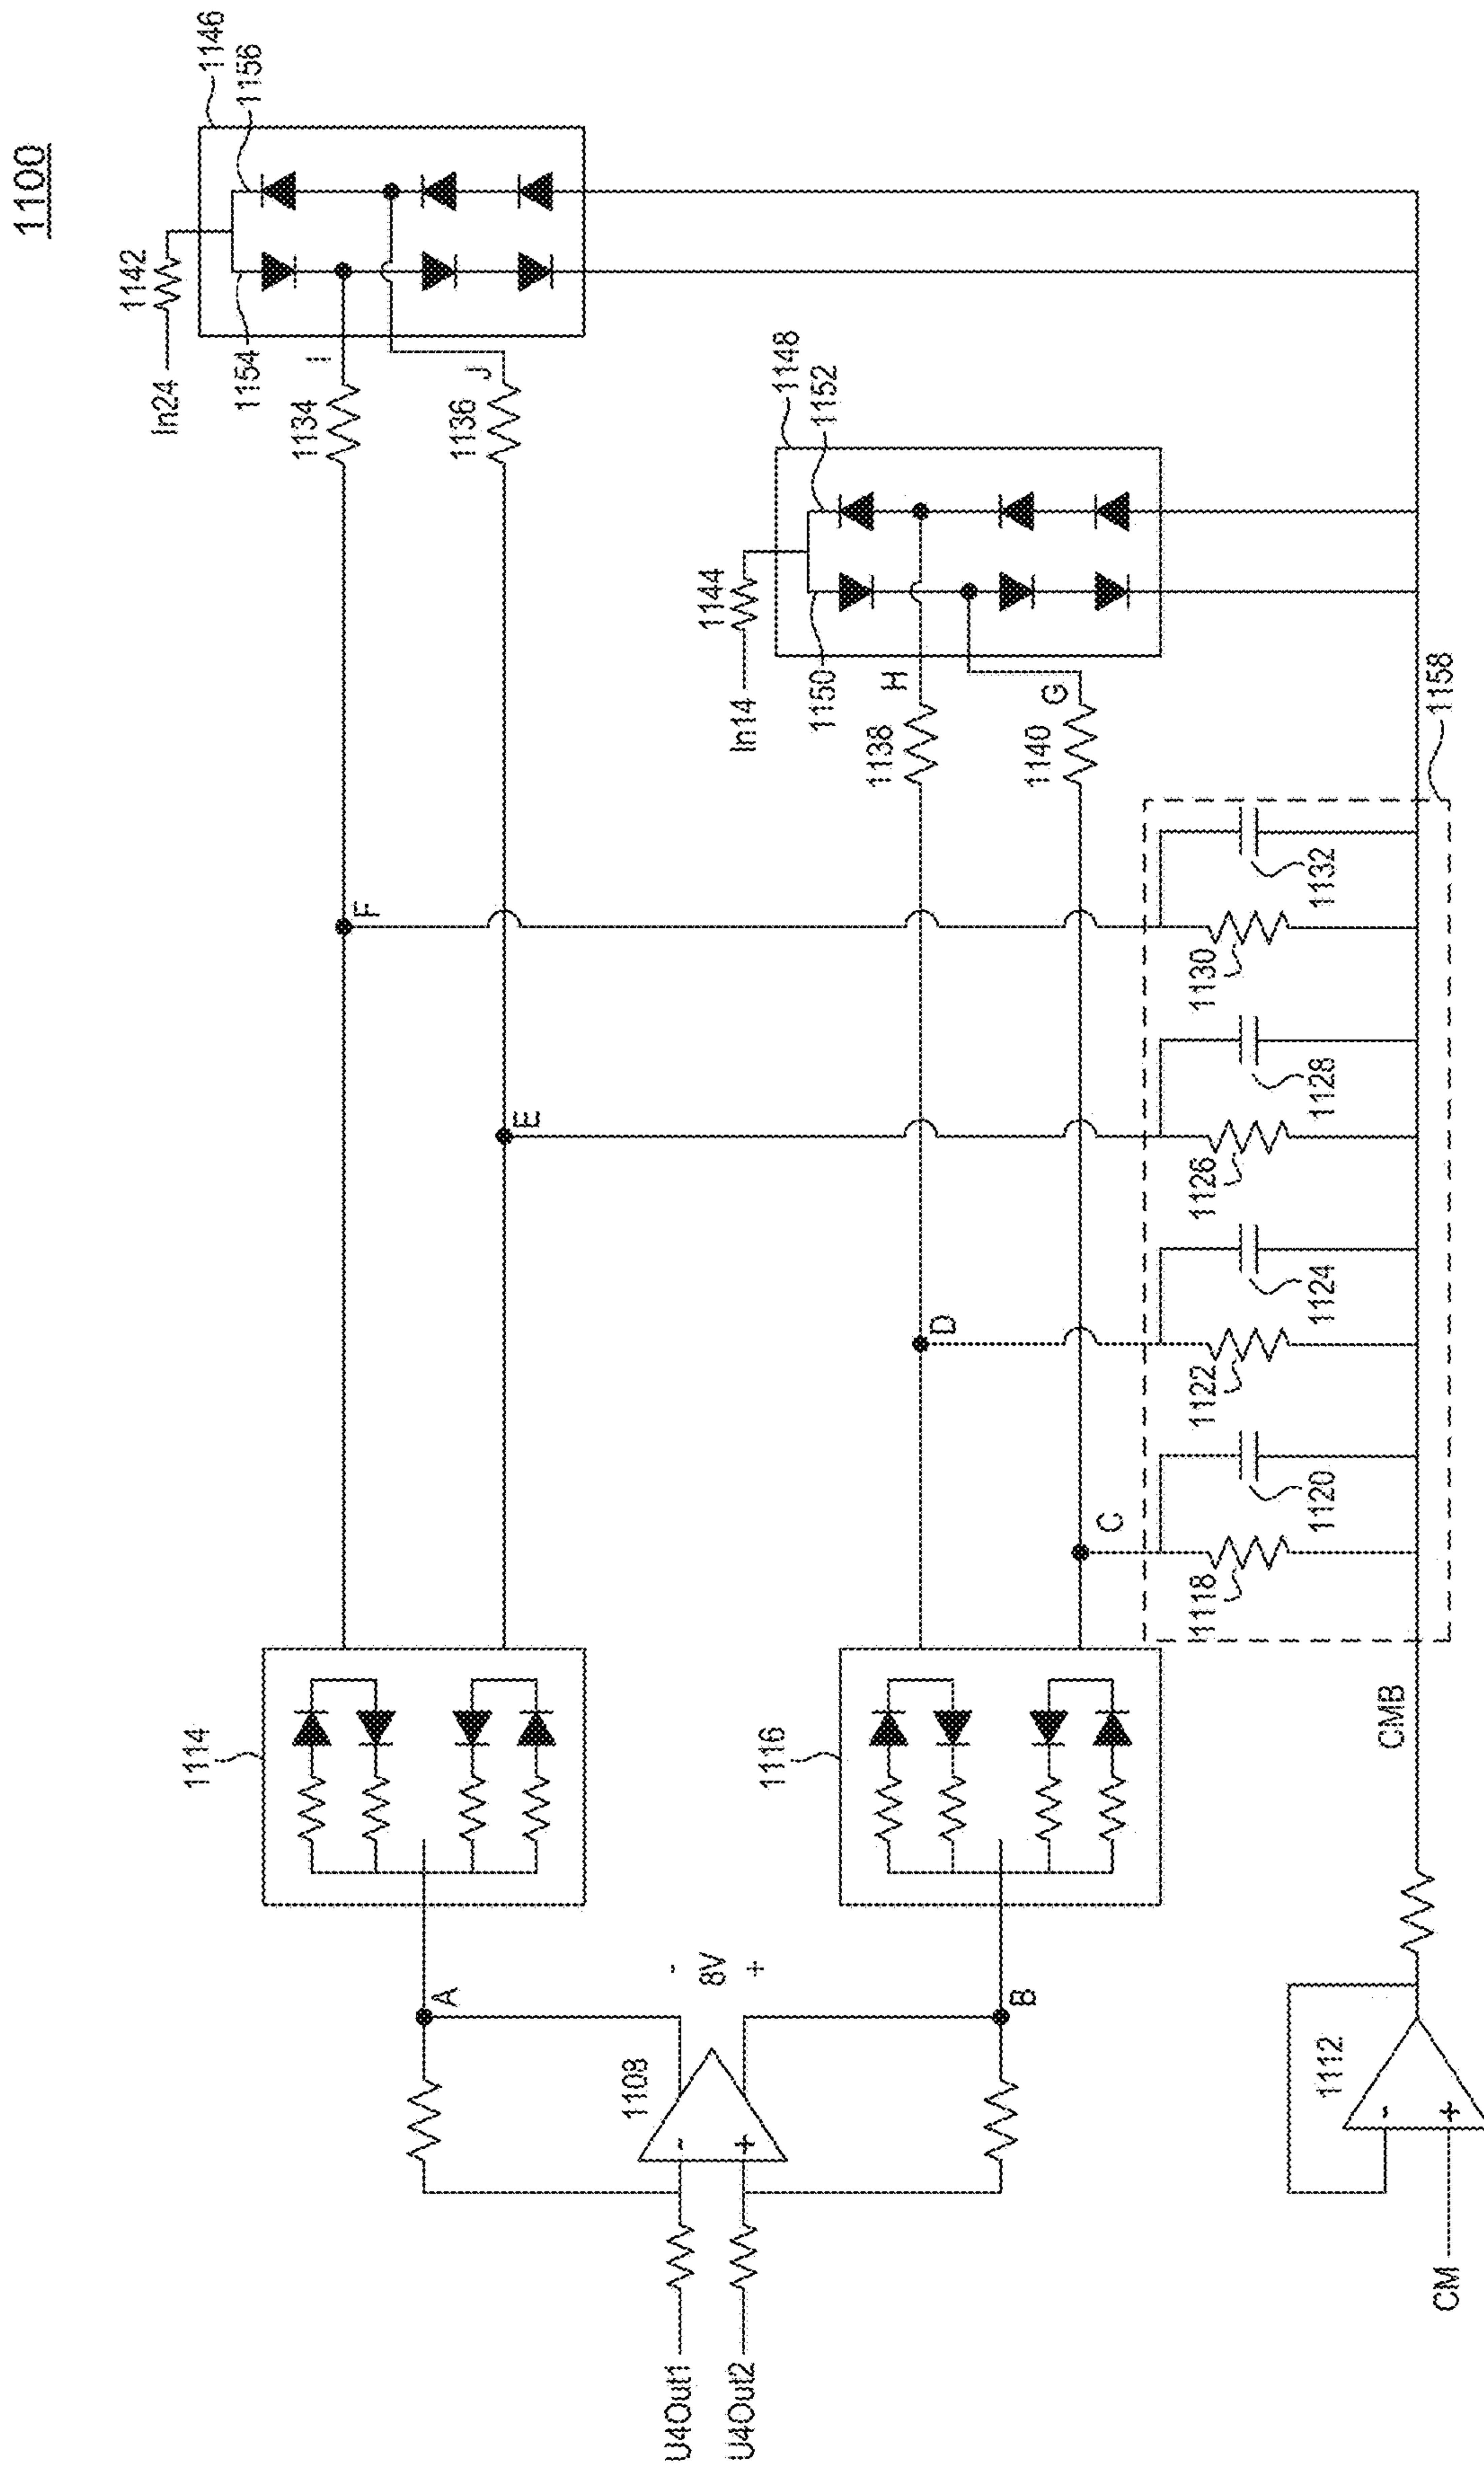 1100
In24
1142
1146
1156
1154
I
1134
J
1136
In14
1144
1148
1152
1150
H
1138
G
1140
F
E
D
C
1158
1132
1130
1128
1126
1124
1122
1120
1118
1114
1116
A
B
- 8V +
1108
-
+
U4Out1
U4Out2
CMB
1112
-
+
CM